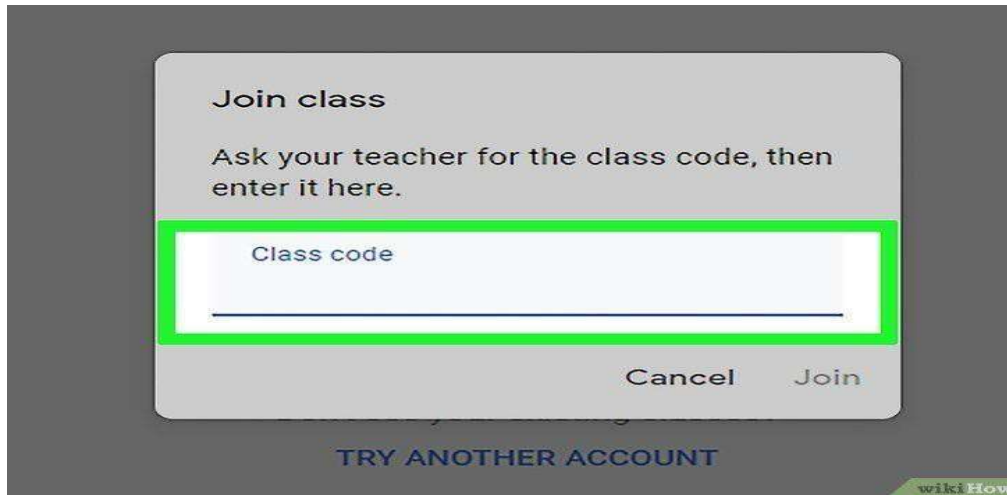 Join class
Ask your teacher for the class code, then
enter it here.
Class code
Cancel Join
TRY ANOTHER ACCOUNT
wikiHow